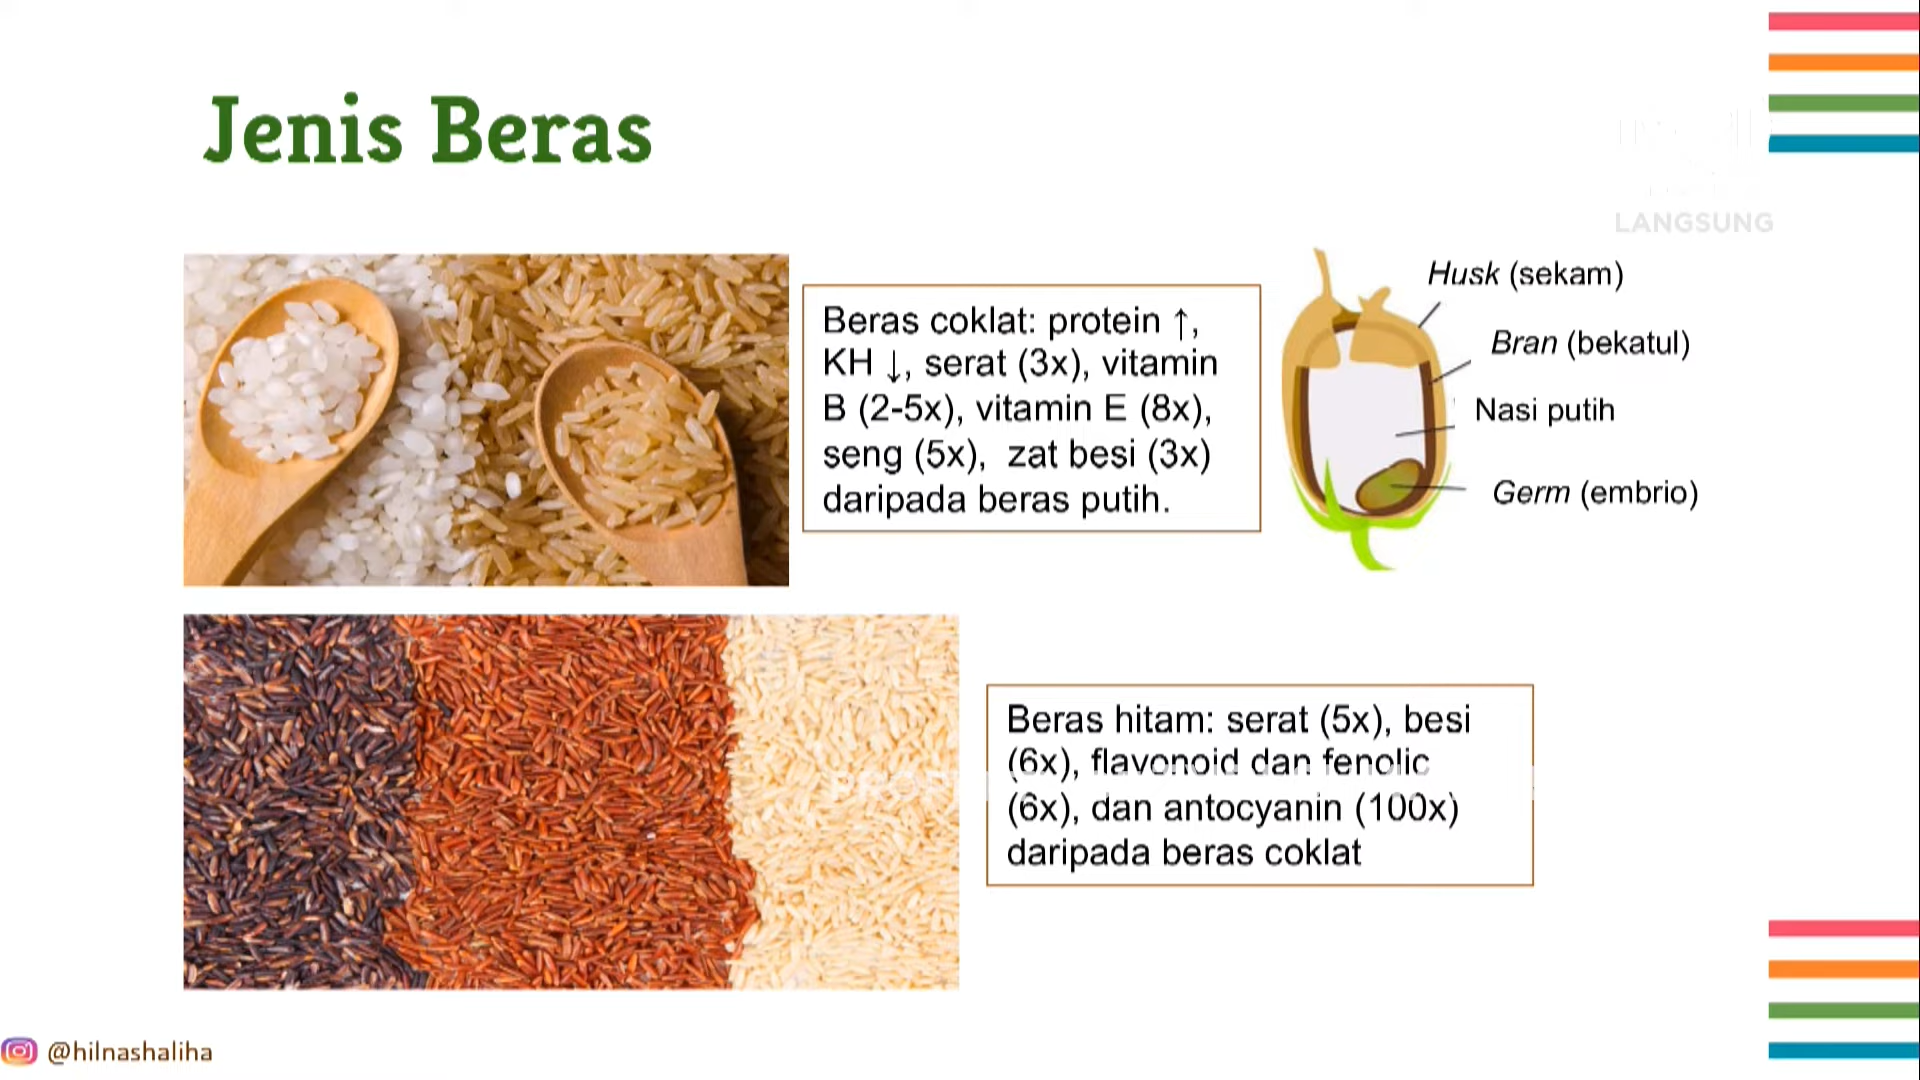 Jenis Beras
LANGSUNG
Beras coklat: protein ↑,
KH ↓, serat (3x), vitamin
B (2-5x), vitamin E (8x),
seng (5x), zat besi (3x)
daripada beras putih.
Husk (sekam)
Bran (bekatul)
Nasi putih
Germ (embrio)
Beras hitam: serat (5x), besi
(6x), flavonoid dan fenolic
(6x), dan antocyanin (100x)
daripada beras coklat
@hilnashaliha